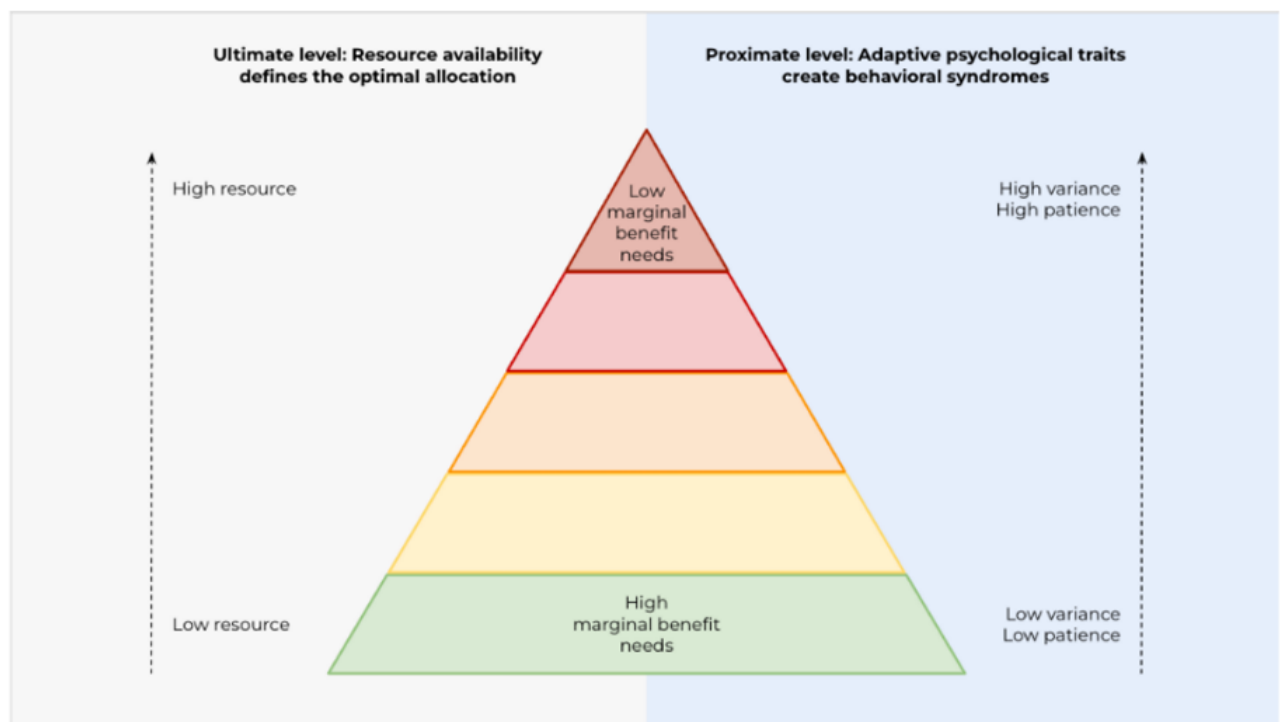 Ultimate level: Resource availability
defines the optimal allocation
Proximate level: Adaptive psychological traits
create behavioral syndromes
High resource
Low
marginal
benefit
needs
High variance
High patience
Low resource
High
marginal benefit
needs
Low variance
Low patience